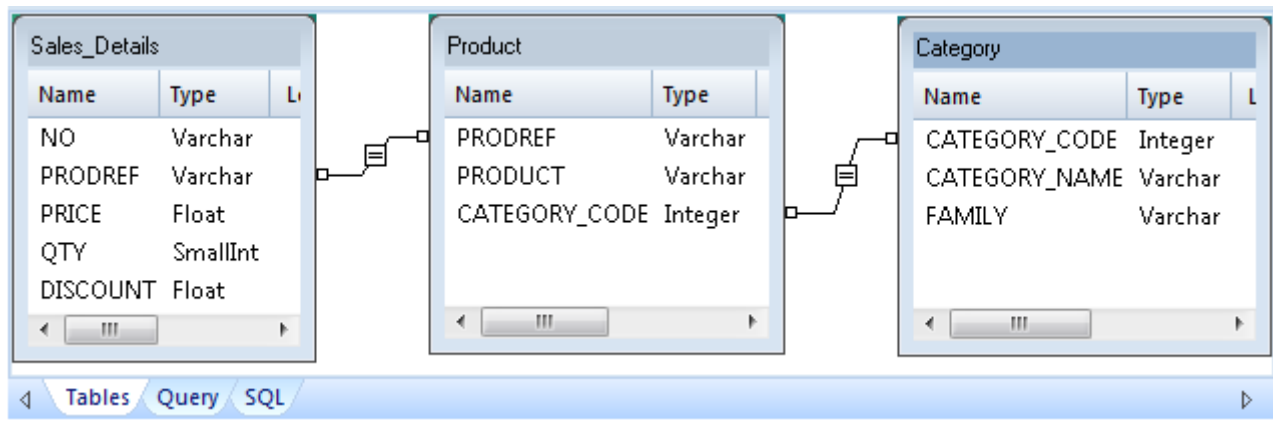 Sales_Details
Name Type
NO Varchar
PRODREF Varchar
PRICE Float
QTY SmallInt
DISCOUNT Float
Product
Name Type
PRODREF Varchar
PRODUCT Varchar
CATEGORY_CODE Integer
Category
Name Type L
CATEGORY_CODE Integer
CATEGORY_NAME Varchar
FAMILY Varchar
Tables Query SQL